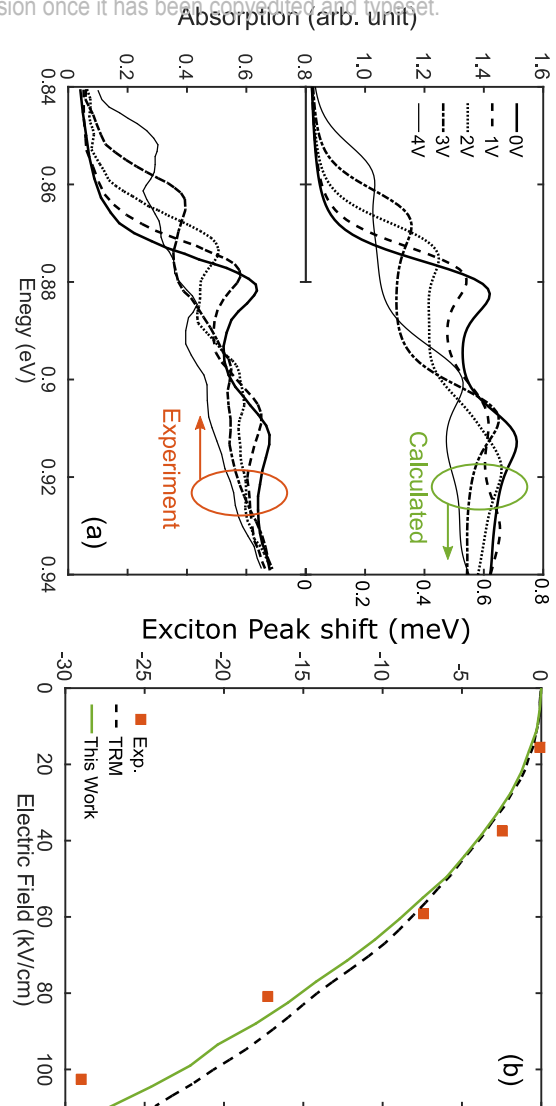 sion once it has been copyedited and typeset.
Absorption (arb. unit)
0 0.2 0.4 0.6 0.8 1.0 1.2 1.4 1.6
0V
1V
2V
3V
4V
0.84 0.86 0.88 0.9 0.92 0.94
Enegy (eV)
Calculated
Experiment
(a)
0 0.2 0.4 0.6 0.8
Exciton Peak shift (meV)
-30 -25 -20 -15 -10 -5 0
Exp.
TRM
This Work
0 20 40 60 80 100
Electric Field (kV/cm)
(b)